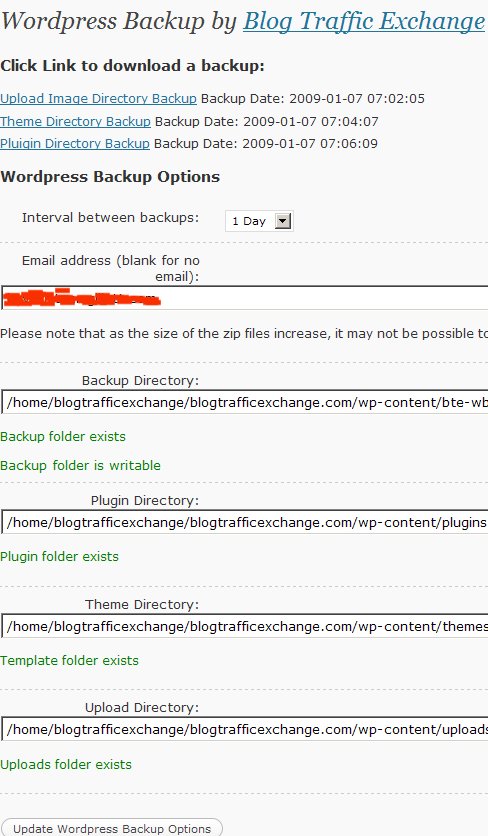 Wordpress Backup by Blog Traffic Exchange
Click Link to download a backup:
Upload Image Directory Backup Backup Date: 2009-01-07 07:02:05
Theme Directory Backup Backup Date: 2009-01-07 07:04:07
Pluigin Directory Backup Backup Date: 2009-01-07 07:06:09
Wordpress Backup Options
Interval between backups: 1 Day
Email address (blank for no
email):
Please note that as the size of the zip files increase, it may not be possible to
Backup Directory:
/home/blogtrafficexchange/blogtrafficexchange.com/wp-content/bte-wb
Backup folder exists
Backup folder is writable
Plugin Directory:
/home/blogtrafficexchange/blogtrafficexchange.com/wp-content/plugins
Plugin folder exists
Theme Directory:
/home/blogtrafficexchange/blogtrafficexchange.com/wp-content/themes
Template folder exists
Upload Directory:
/home/blogtrafficexchange/blogtrafficexchange.com/wp-content/uploads
Uploads folder exists
Update Wordpress Backup Options